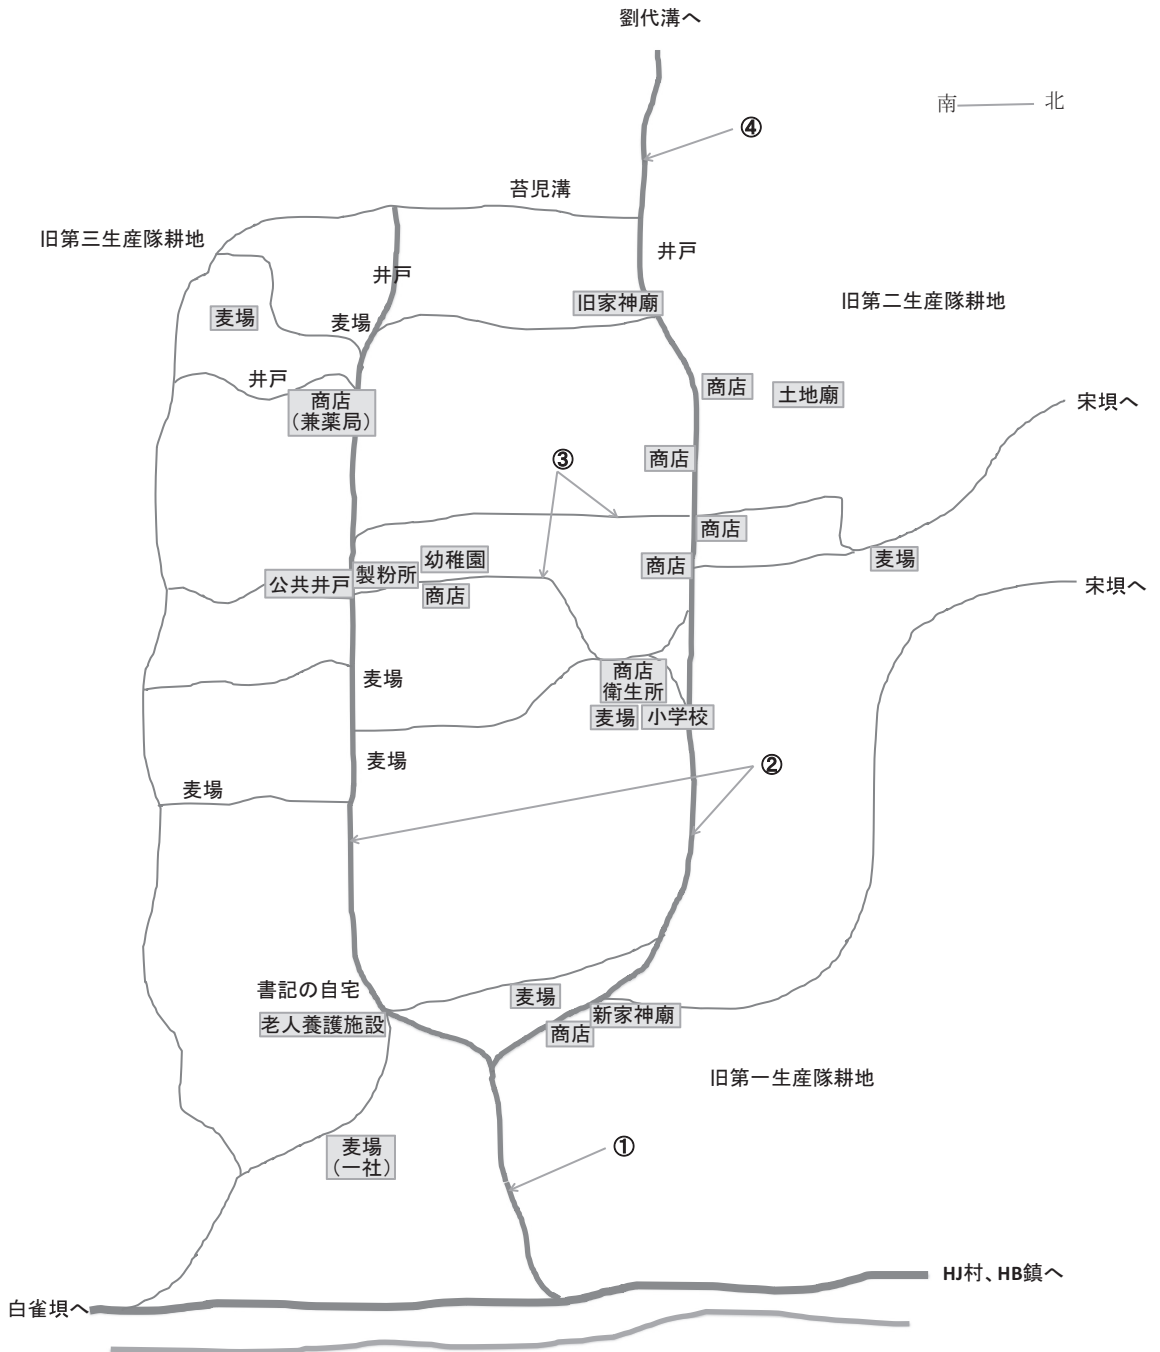 劉代溝へ
南
北
④
苔児溝
旧第三生産隊耕地
井戸
井戸
旧家神廟
旧第二生産隊耕地
麦場
麦場
井戸
商店
(兼薬局)
商店
土地廟
宋垻へ
③
商店
商店
幼稚園
製粉所
公共井戸
商店
商店
麦場
宋垻へ
麦場
商店
衛生所
麦場
小学校
麦場
②
麦場
書記の自宅
老人養護施設
麦場
新家神廟
商店
旧第一生産隊耕地
麦場
(一社)
①
HJ村、HB鎮へ
白雀垻へ